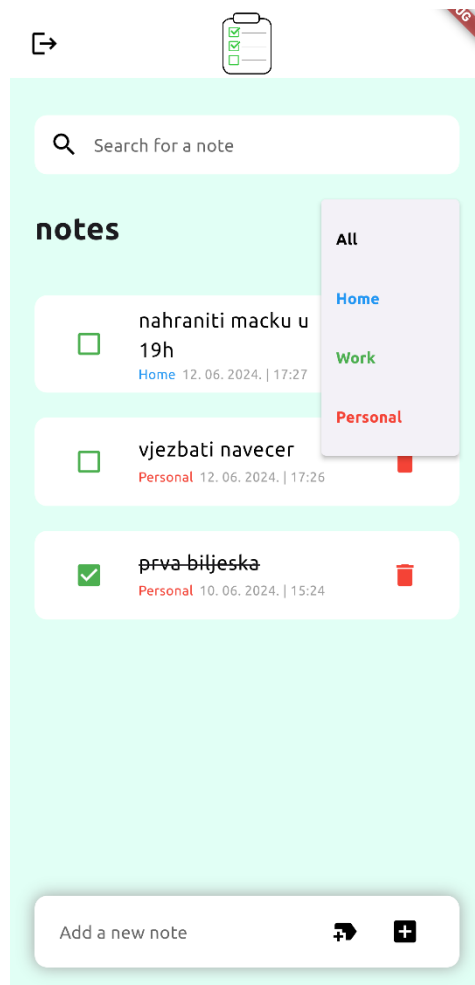 Search for a note
notes
All
Home
Work
Personal
nahraniti macku u
19h
Home 12. 06. 2024. | 17:27
vjezbati navecer
Personal 12. 06. 2024. | 17:26
prva biljeska
Personal 10. 06. 2024. | 15:24
Add a new note